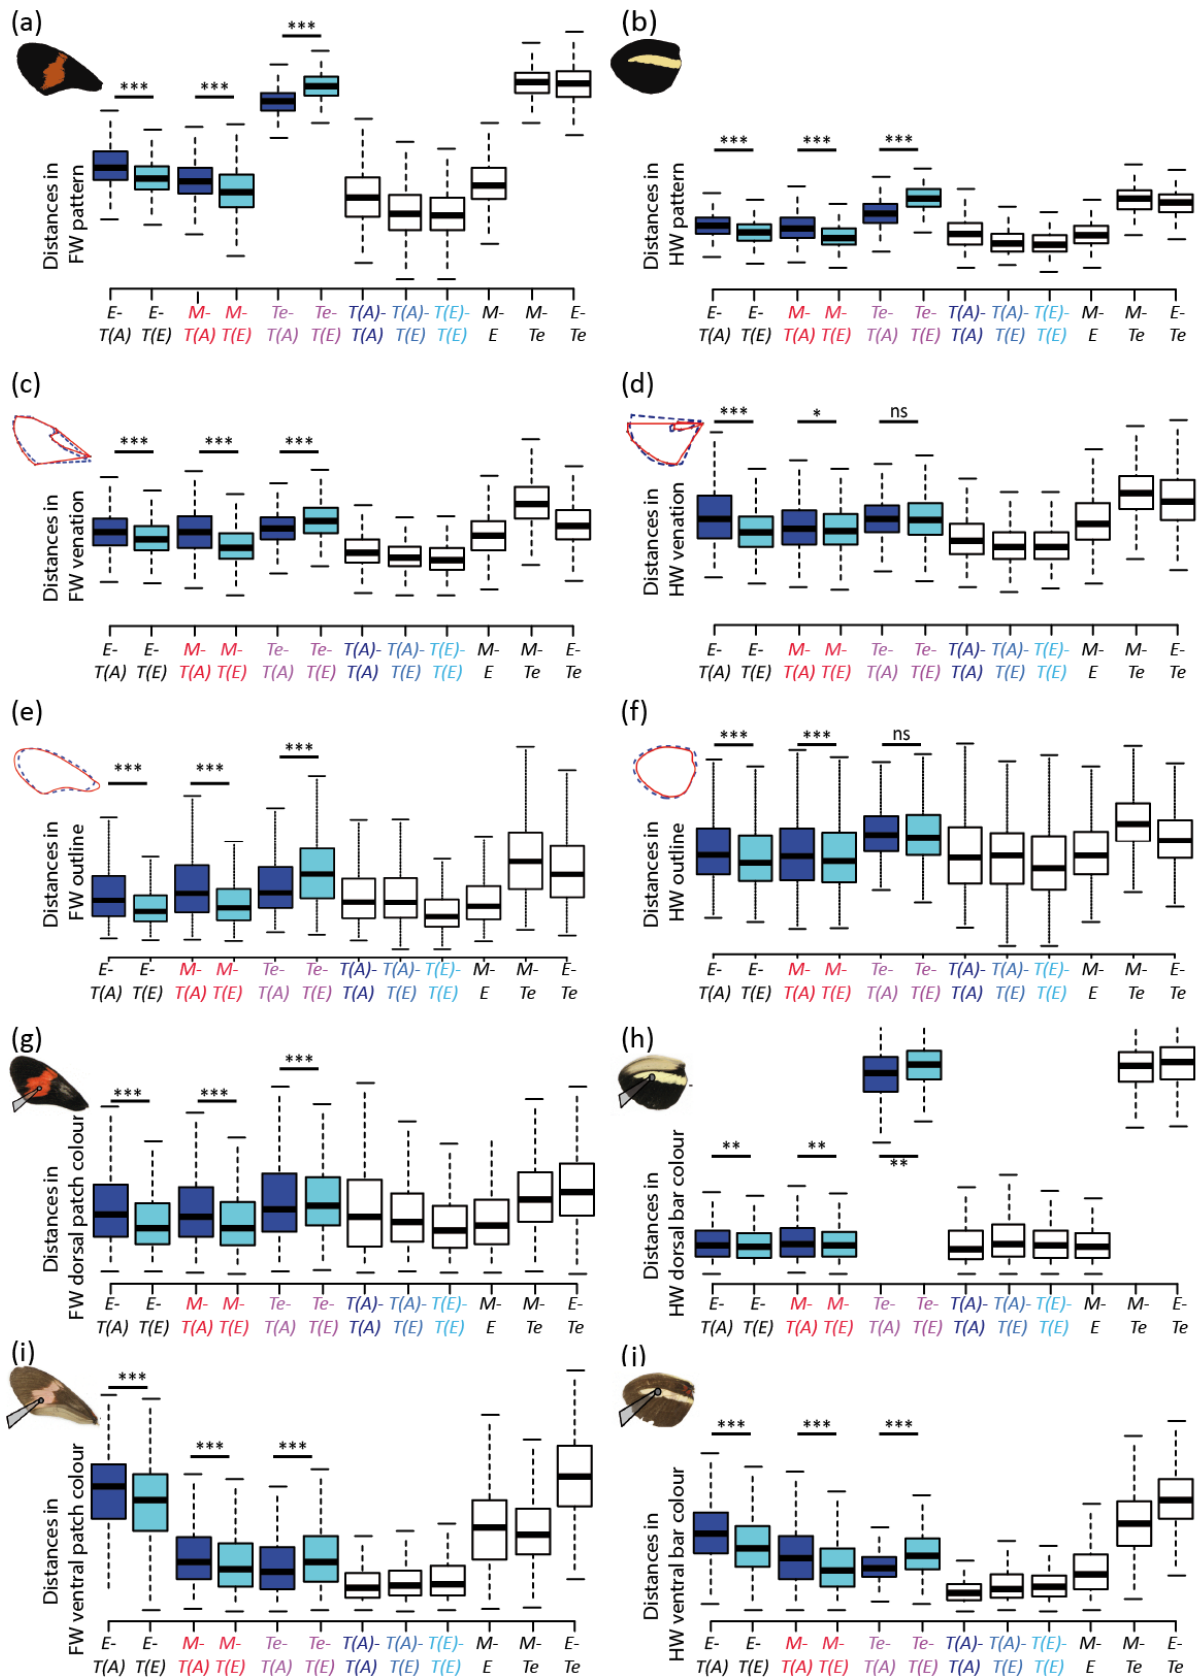 (a)
***
***
***
Distances in
FW pattern
E- E- M- M- Te- Te- T(A)- T(A)- T(E)- M- M- E-
T(A) T(E) T(A) T(E) T(A) T(E) T(A) T(E) T(E) E Te Te
(b)
***
***
***
Distances in
HW pattern
E- E- M- M- Te- Te- T(A)- T(A)- T(E)- M- M- E-
T(A) T(E) T(A) T(E) T(A) T(E) T(A) T(E) T(E) E Te Te
(c)
***
***
***
Distances in
FW venation
E- E- M- M- Te- Te- T(A)- T(A)- T(E)- M- M- E-
T(A) T(E) T(A) T(E) T(A) T(E) T(A) T(E) T(E) E Te Te
(d)
***
*
ns
Distances in
HW venation
E- E- M- M- Te- Te- T(A)- T(A)- T(E)- M- M- E-
T(A) T(E) T(A) T(E) T(A) T(E) T(A) T(E) T(E) E Te Te
(e)
***
***
***
Distances in
FW outline
E- E- M- M- Te- Te- T(A)- T(A)- T(E)- M- M- E-
T(A) T(E) T(A) T(E) T(A) T(E) T(A) T(E) T(E) E Te Te
(f)
***
***
ns
Distances in
HW outline
E- E- M- M- Te- Te- T(A)- T(A)- T(E)- M- M- E-
T(A) T(E) T(A) T(E) T(A) T(E) T(A) T(E) T(E) E Te Te
(g)
***
***
***
Distances in
FW dorsal patch colour
E- E- M- M- Te- Te- T(A)- T(A)- T(E)- M- M- E-
T(A) T(E) T(A) T(E) T(A) T(E) T(A) T(E) T(E) E Te Te
(h)
**
**
**
Distances in
HW dorsal bar colour
E- E- M- M- Te- Te- T(A)- T(A)- T(E)- M- M- E-
T(A) T(E) T(A) T(E) T(A) T(E) T(A) T(E) T(E) E Te Te
(i)
***
***
***
Distances in
FW ventral patch colour
E- E- M- M- Te- Te- T(A)- T(A)- T(E)- M- M- E-
T(A) T(E) T(A) T(E) T(A) T(E) T(A) T(E) T(E) E Te Te
(j)
***
***
***
Distances in
HW ventral bar colour
E- E- M- M- Te- Te- T(A)- T(A)- T(E)- M- M- E-
T(A) T(E) T(A) T(E) T(A) T(E) T(A) T(E) T(E) E Te Te